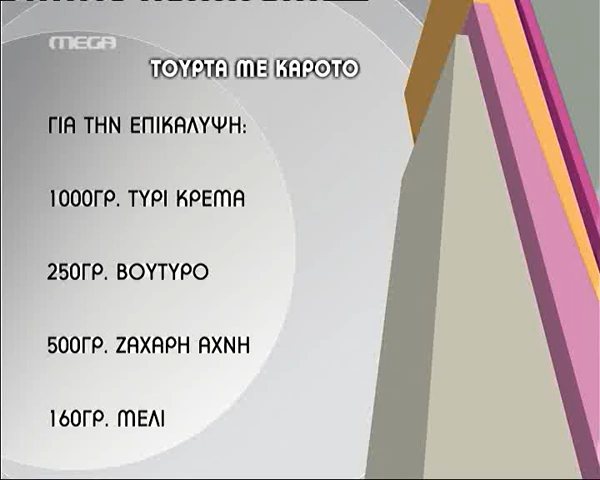 MEGA
ΤΟΥΡΤΑ ΜΕ ΚΑΡΟΤΟ
ΓΙΑ ΤΗΝ ΕΠΙΚΑΛΥΨΗ:
1000ΓΡ. ΤΥΡΙ ΚΡΕΜΑ
250ΓΡ. ΒΟΥΤΥΡΟ
500ΓΡ. ΖΑΧΑΡΗ ΑΧΝΗ
160ΓΡ. ΜΕΛΙ